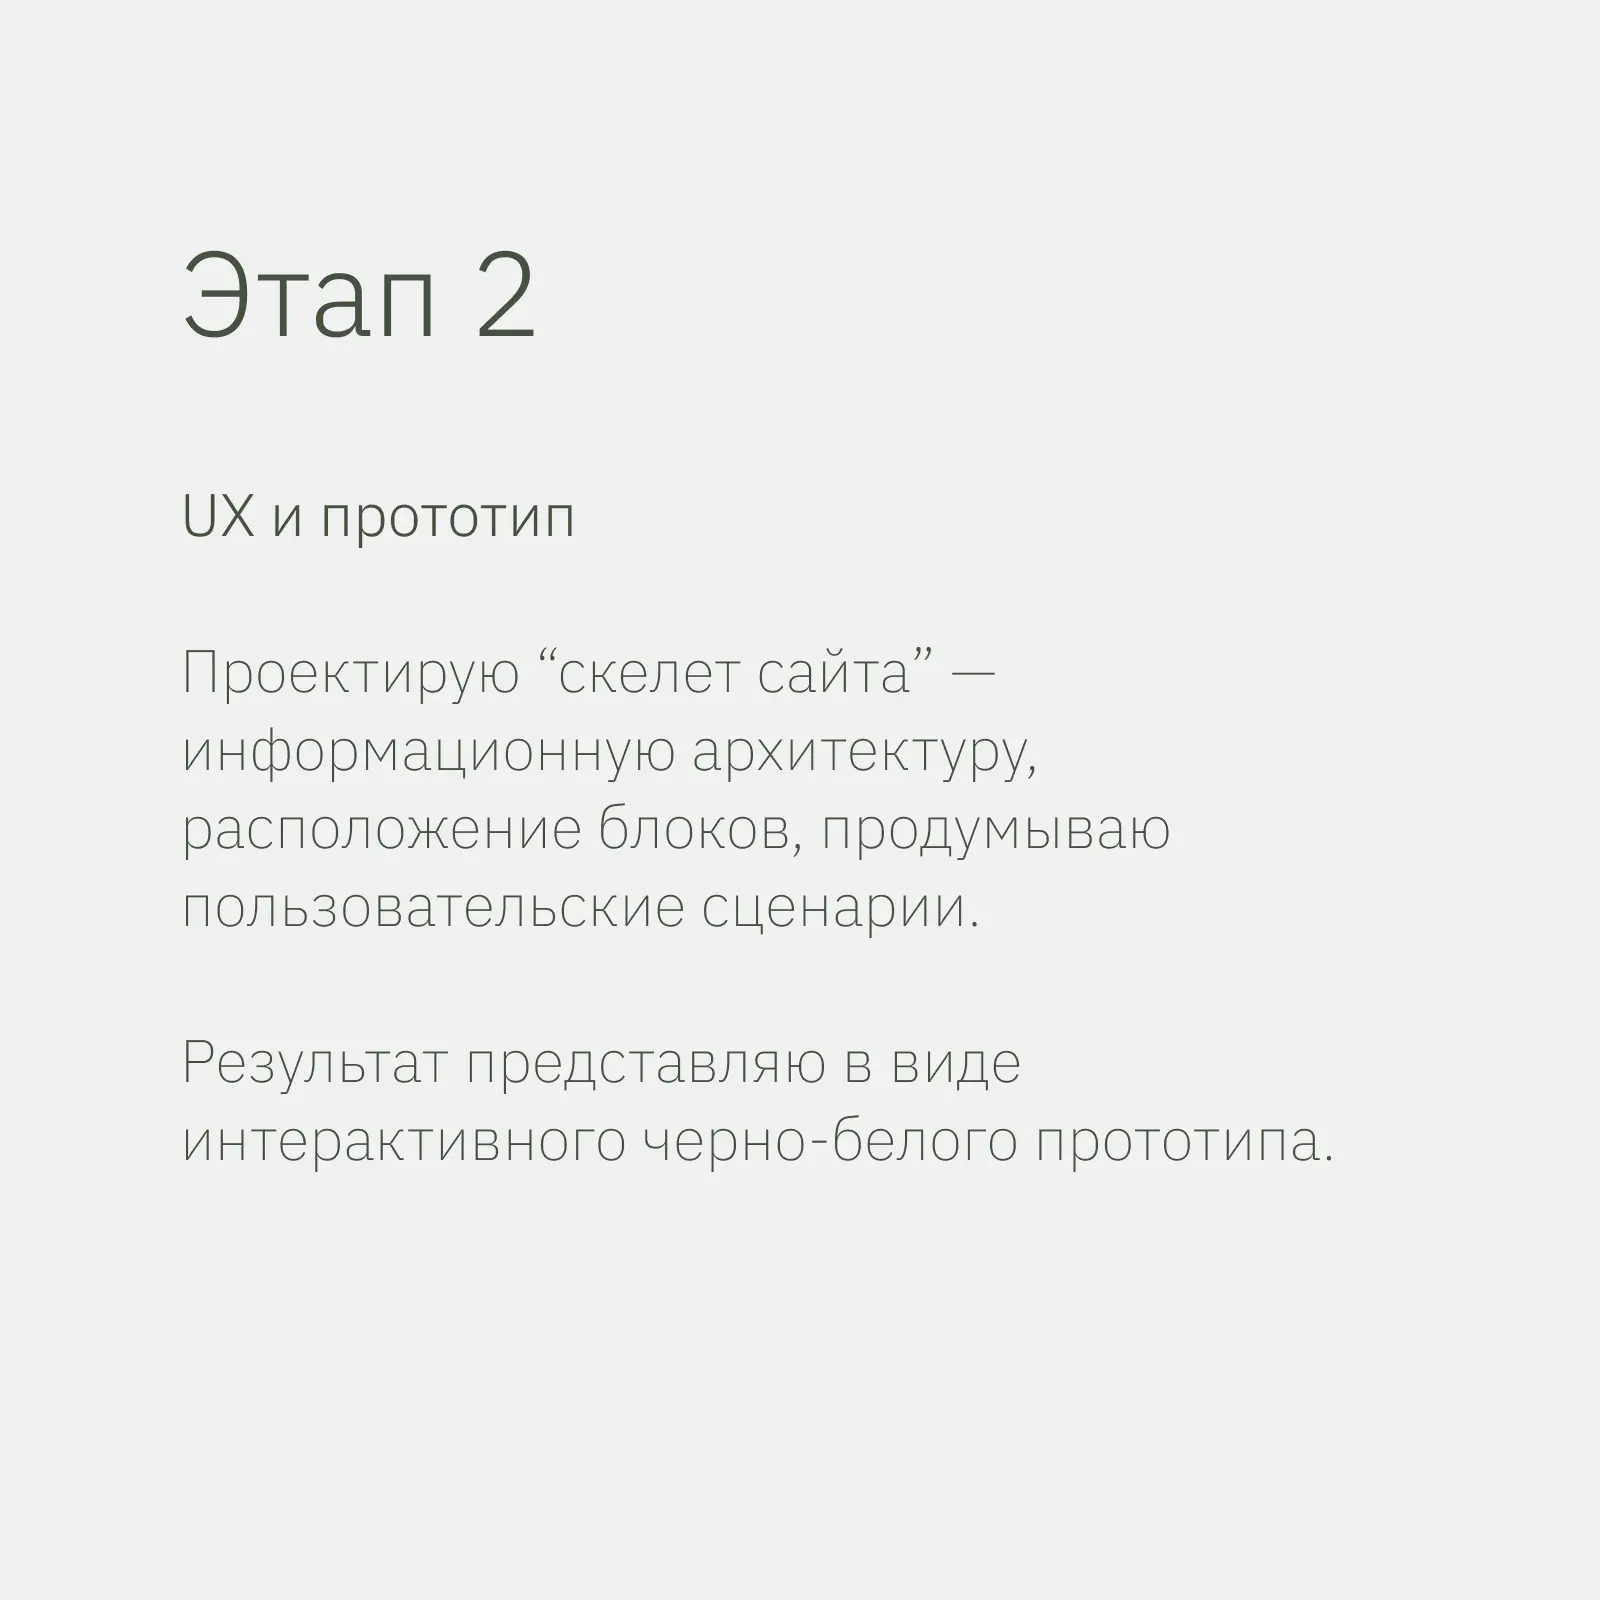 Этап 2
UX и прототип
Проектирую “скелет сайта” —
информационную архитектуру,
расположение блоков, продумываю
пользовательские сценарии.
Результат представляю в виде
интерактивного черно-белого прототипа.